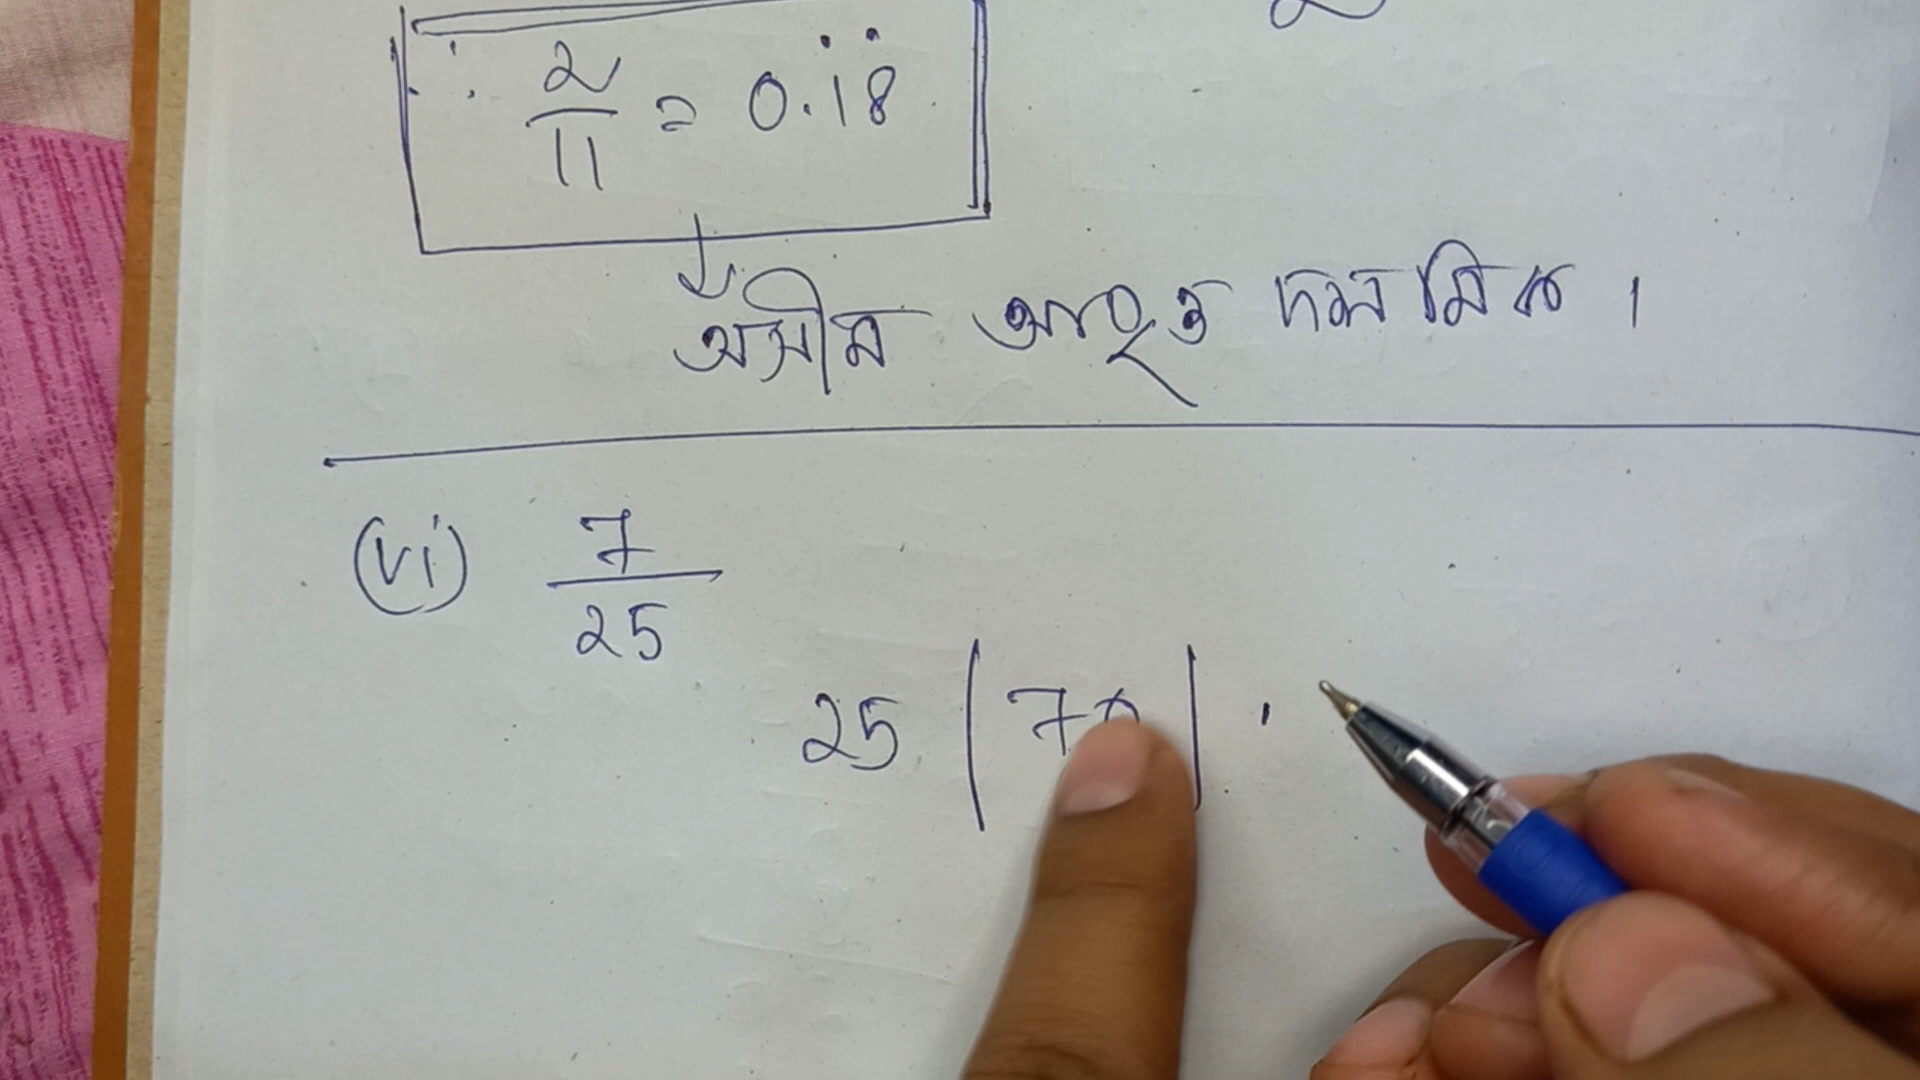 ∴ 2/11 = 0.1̇8̇
অসীম আবৃত্ত দশমিক ।
(vi) 7/25
25 | 70 | .